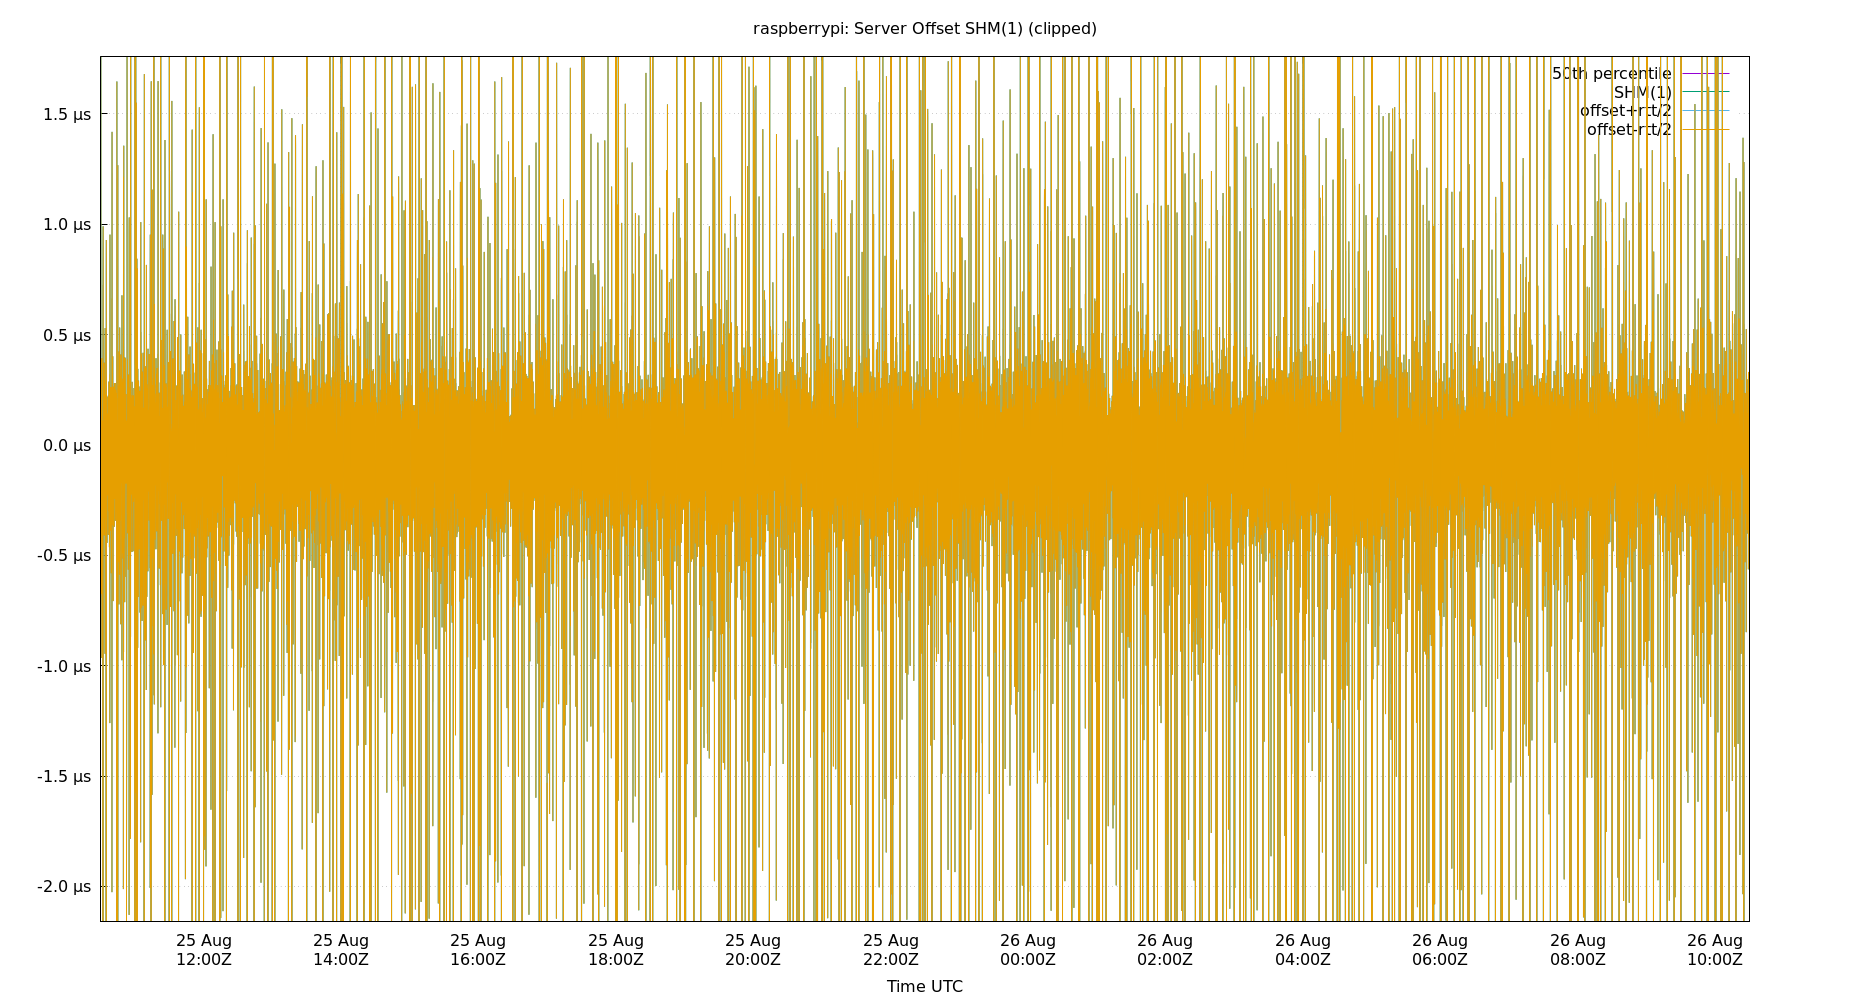 raspberrypi: Server Offset SHM(1) (clipped)
50th percentile
SHM(1)
offset+rtt/2
offset-rtt/2
1.5 µs
1.0 µs
0.5 µs
0.0 µs
-0.5 µs
-1.0 µs
-1.5 µs
-2.0 µs
25 Aug 25 Aug 25 Aug 25 Aug 25 Aug 25 Aug 26 Aug 26 Aug 26 Aug 26 Aug 26 Aug 26 Aug
12:00Z 14:00Z 16:00Z 18:00Z 20:00Z 22:00Z 00:00Z 02:00Z 04:00Z 06:00Z 08:00Z 10:00Z
Time UTC